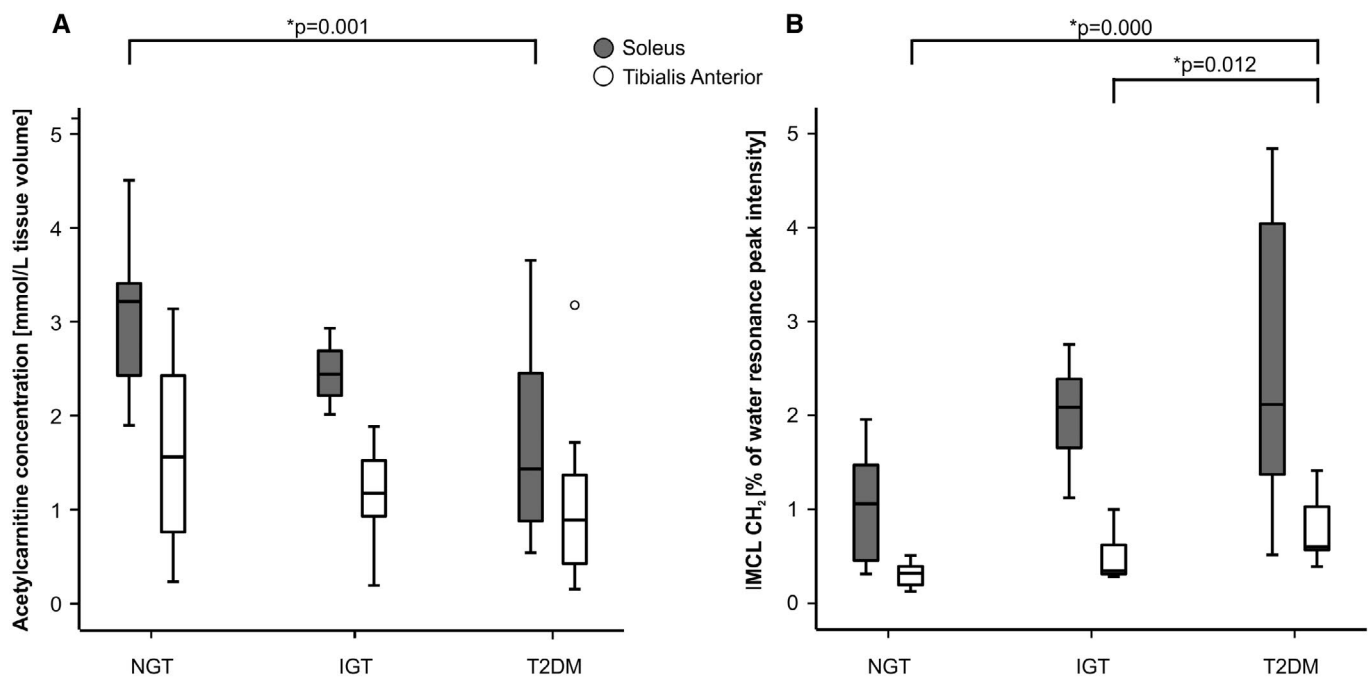 A
*p=0.001
Soleus
Tibialis Anterior
Acetylcarnitine concentration [mmol/L tissue volume]
5
4
3
2
1
0
NGT IGT T2DM
B
*p=0.000
*p=0.012
IMCL CH₂ [% of water resonance peak intensity]
5
4
3
2
1
0
NGT IGT T2DM